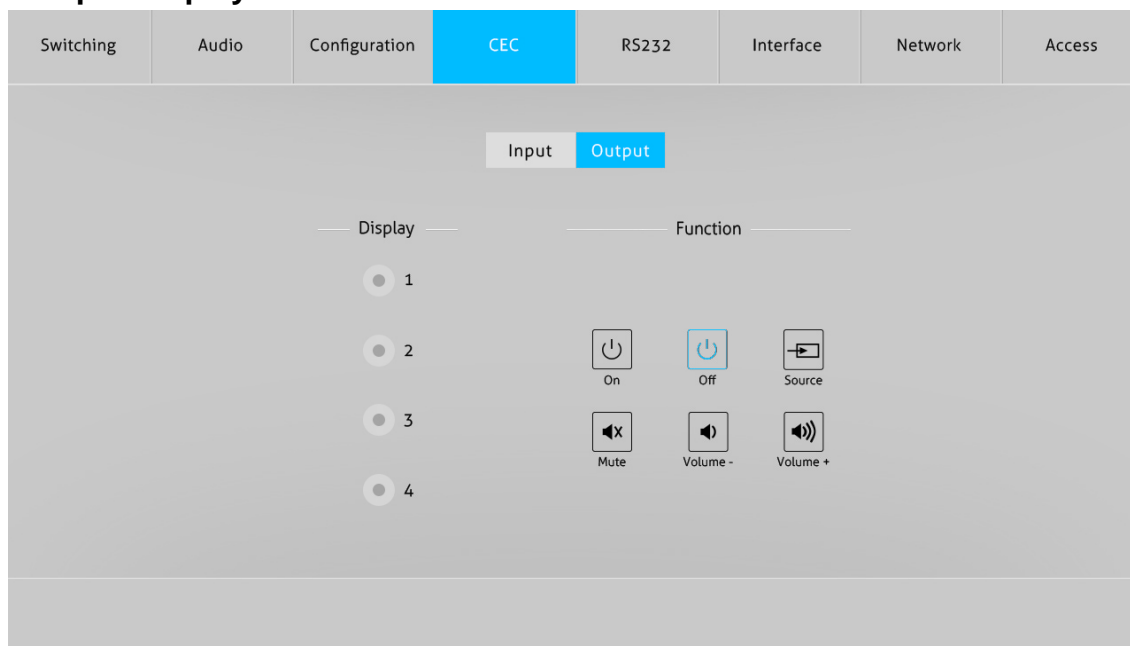 Switching Audio Configuration CEC RS232 Interface Network Access
Input Output
Display Function
1
2
On Off Source
3
Mute Volume - Volume +
4